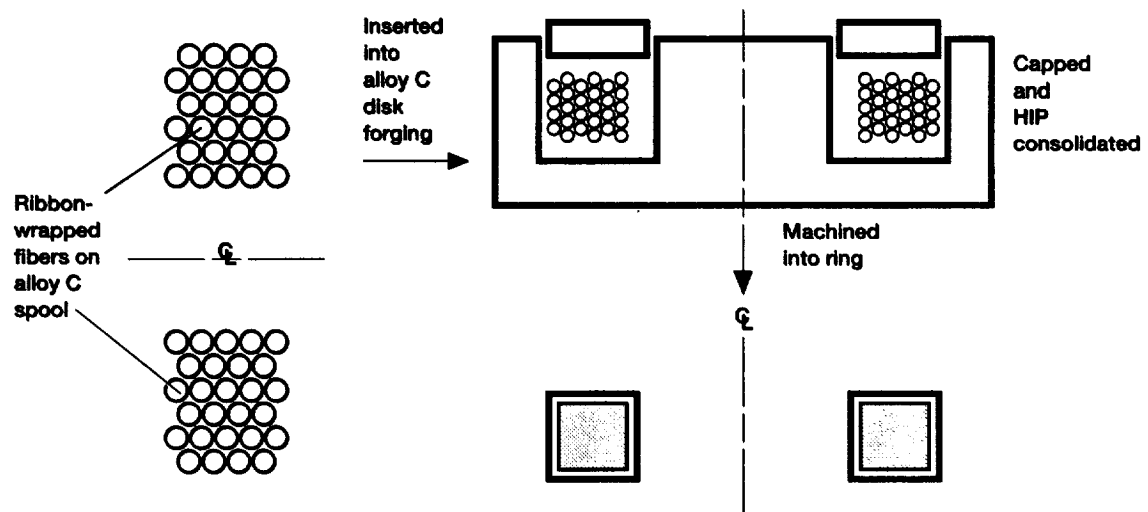 Inserted
into
alloy C
disk
forging
Capped
and
HIP
consolidated
Ribbon-
wrapped
fibers on
alloy C
spool
℄
Machined
into ring
℄